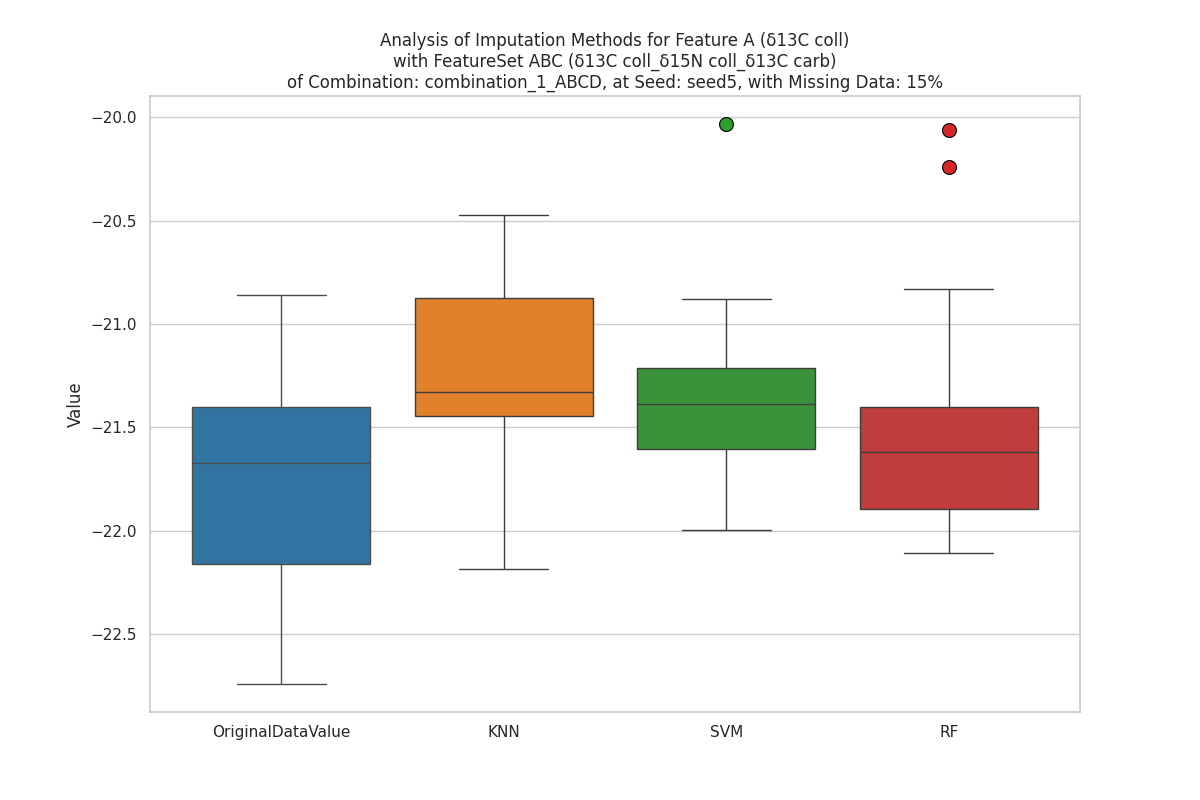 Analysis of Imputation Methods for Feature A (δ13C coll)
with FeatureSet ABC (δ13C coll_δ15N coll_δ13C carb)
of Combination: combination_1_ABCD, at Seed: seed5, with Missing Data: 15%
−20.0
−20.5
−21.0
−21.5
−22.0
−22.5
Value
OriginalDataValue KNN SVM RF